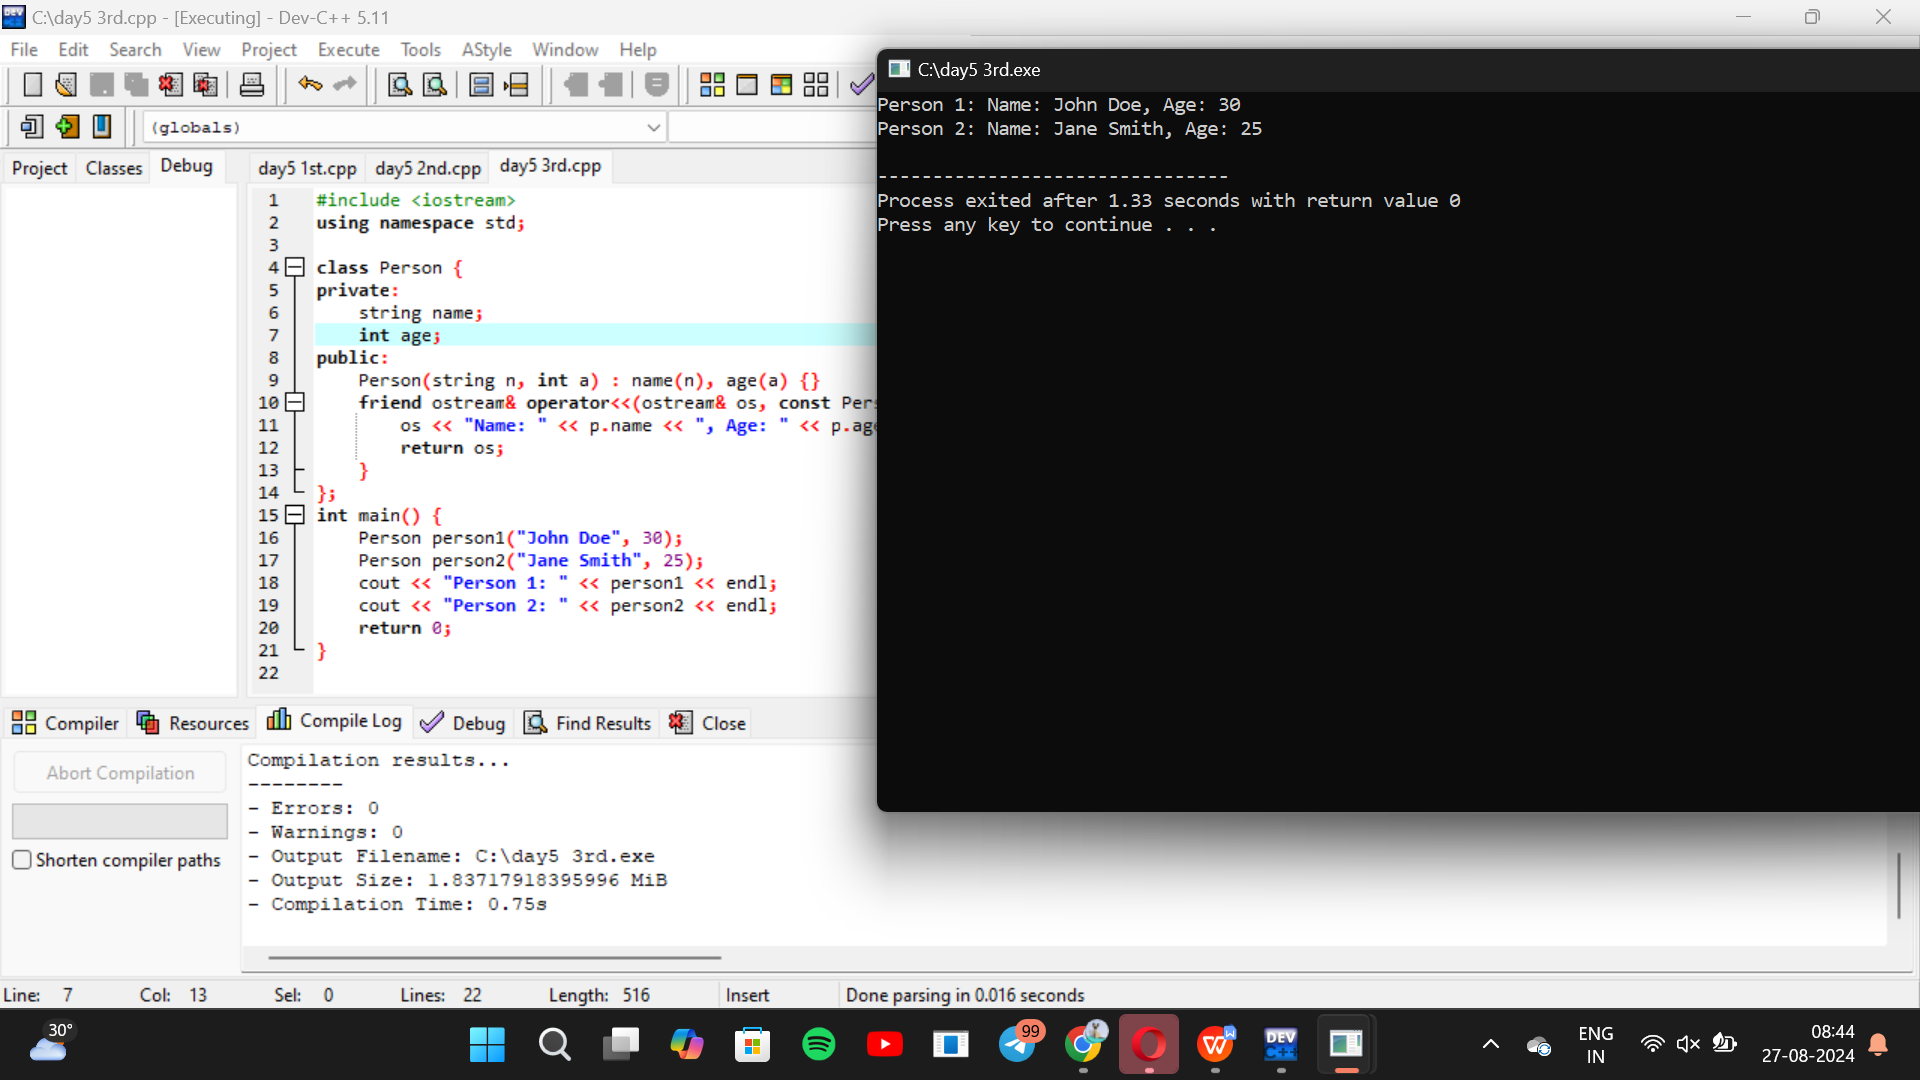 C:\day5 3rd.cpp - [Executing] - Dev-C++ 5.11
File Edit Search View Project Execute Tools AStyle Window Help
(globals)
Project Classes Debug
day5 1st.cpp day5 2nd.cpp day5 3rd.cpp
1 #include <iostream>
2 using namespace std;
3
4 class Person {
5 private:
6 string name;
7 int age;
8 public:
9 Person(string n, int a) : name(n), age(a) {}
10 friend ostream& operator<<(ostream& os, const Pers
11 os << "Name: " << p.name << ", Age: " << p.age
12 return os;
13 }
14 };
15 int main() {
16 Person person1("John Doe", 30);
17 Person person2("Jane Smith", 25);
18 cout << "Person 1: " << person1 << endl;
19 cout << "Person 2: " << person2 << endl;
20 return 0;
21 }
22
C:\day5 3rd.exe
Person 1: Name: John Doe, Age: 30
Person 2: Name: Jane Smith, Age: 25
--------------------------------
Process exited after 1.33 seconds with return value 0
Press any key to continue . . .
Compiler Resources Compile Log Debug Find Results Close
Abort Compilation
Shorten compiler paths
Compilation results...
--------
- Errors: 0
- Warnings: 0
- Output Filename: C:\day5 3rd.exe
- Output Size: 1.83717918395996 MiB
- Compilation Time: 0.75s
Line: 7 Col: 13 Sel: 0 Lines: 22 Length: 516 Insert Done parsing in 0.016 seconds
30°
99
W
DEV
C++
ENG
IN
08:44
27-08-2024